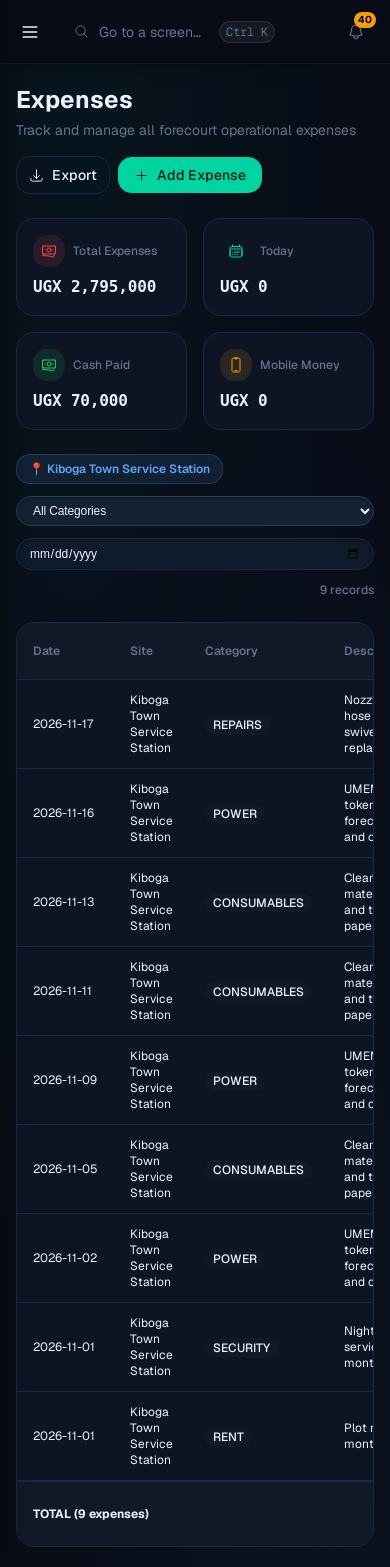 Go to a screen... Ctrl K 40
Expenses
Track and manage all forecourt operational expenses
Export Add Expense
Total Expenses
UGX 2,795,000
Today
UGX 0
Cash Paid
UGX 70,000
Mobile Money
UGX 0
📍 Kiboga Town Service Station
All Categories
mm/dd/yyyy
9 records
Date Site Category
2026-11-17 Kiboga Town Service Station REPAIRS
hose
2026-11-16 Kiboga Town Service Station POWER
2026-11-13 Kiboga Town Service Station CONSUMABLES
2026-11-11 Kiboga Town Service Station CONSUMABLES
2026-11-09 Kiboga Town Service Station POWER
2026-11-05 Kiboga Town Service Station CONSUMABLES
2026-11-02 Kiboga Town Service Station POWER
2026-11-01 Kiboga Town Service Station SECURITY
Night
2026-11-01 Kiboga Town Service Station RENT
Plot
TOTAL (9 expenses)